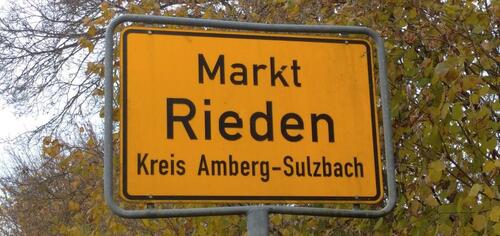 Markt
Rieden
Kreis Amberg-Sulzbach